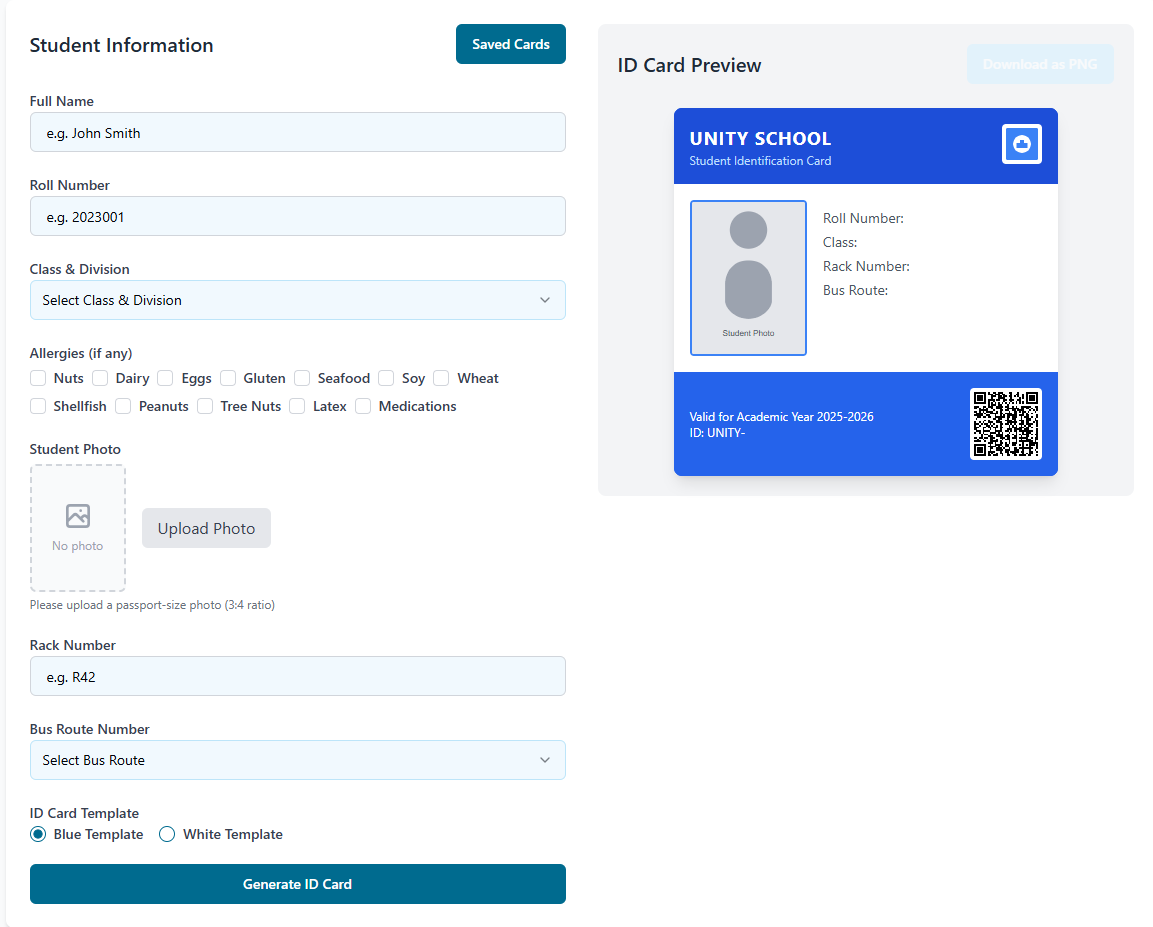 Student Information
Saved Cards
Full Name
e.g. John Smith
Roll Number
e.g. 2023001
Class & Division
Select Class & Division
Allergies (if any)
Nuts Dairy Eggs Gluten Seafood Soy Wheat
Shellfish Peanuts Tree Nuts Latex Medications
Student Photo
No photo
Upload Photo
Please upload a passport-size photo (3:4 ratio)
Rack Number
e.g. R42
Bus Route Number
Select Bus Route
ID Card Template
Blue Template White Template
Generate ID Card
ID Card Preview
Download as PNG
UNITY SCHOOL
Student Identification Card
Student Photo
Roll Number:
Class:
Rack Number:
Bus Route:
Valid for Academic Year 2025-2026
ID: UNITY-